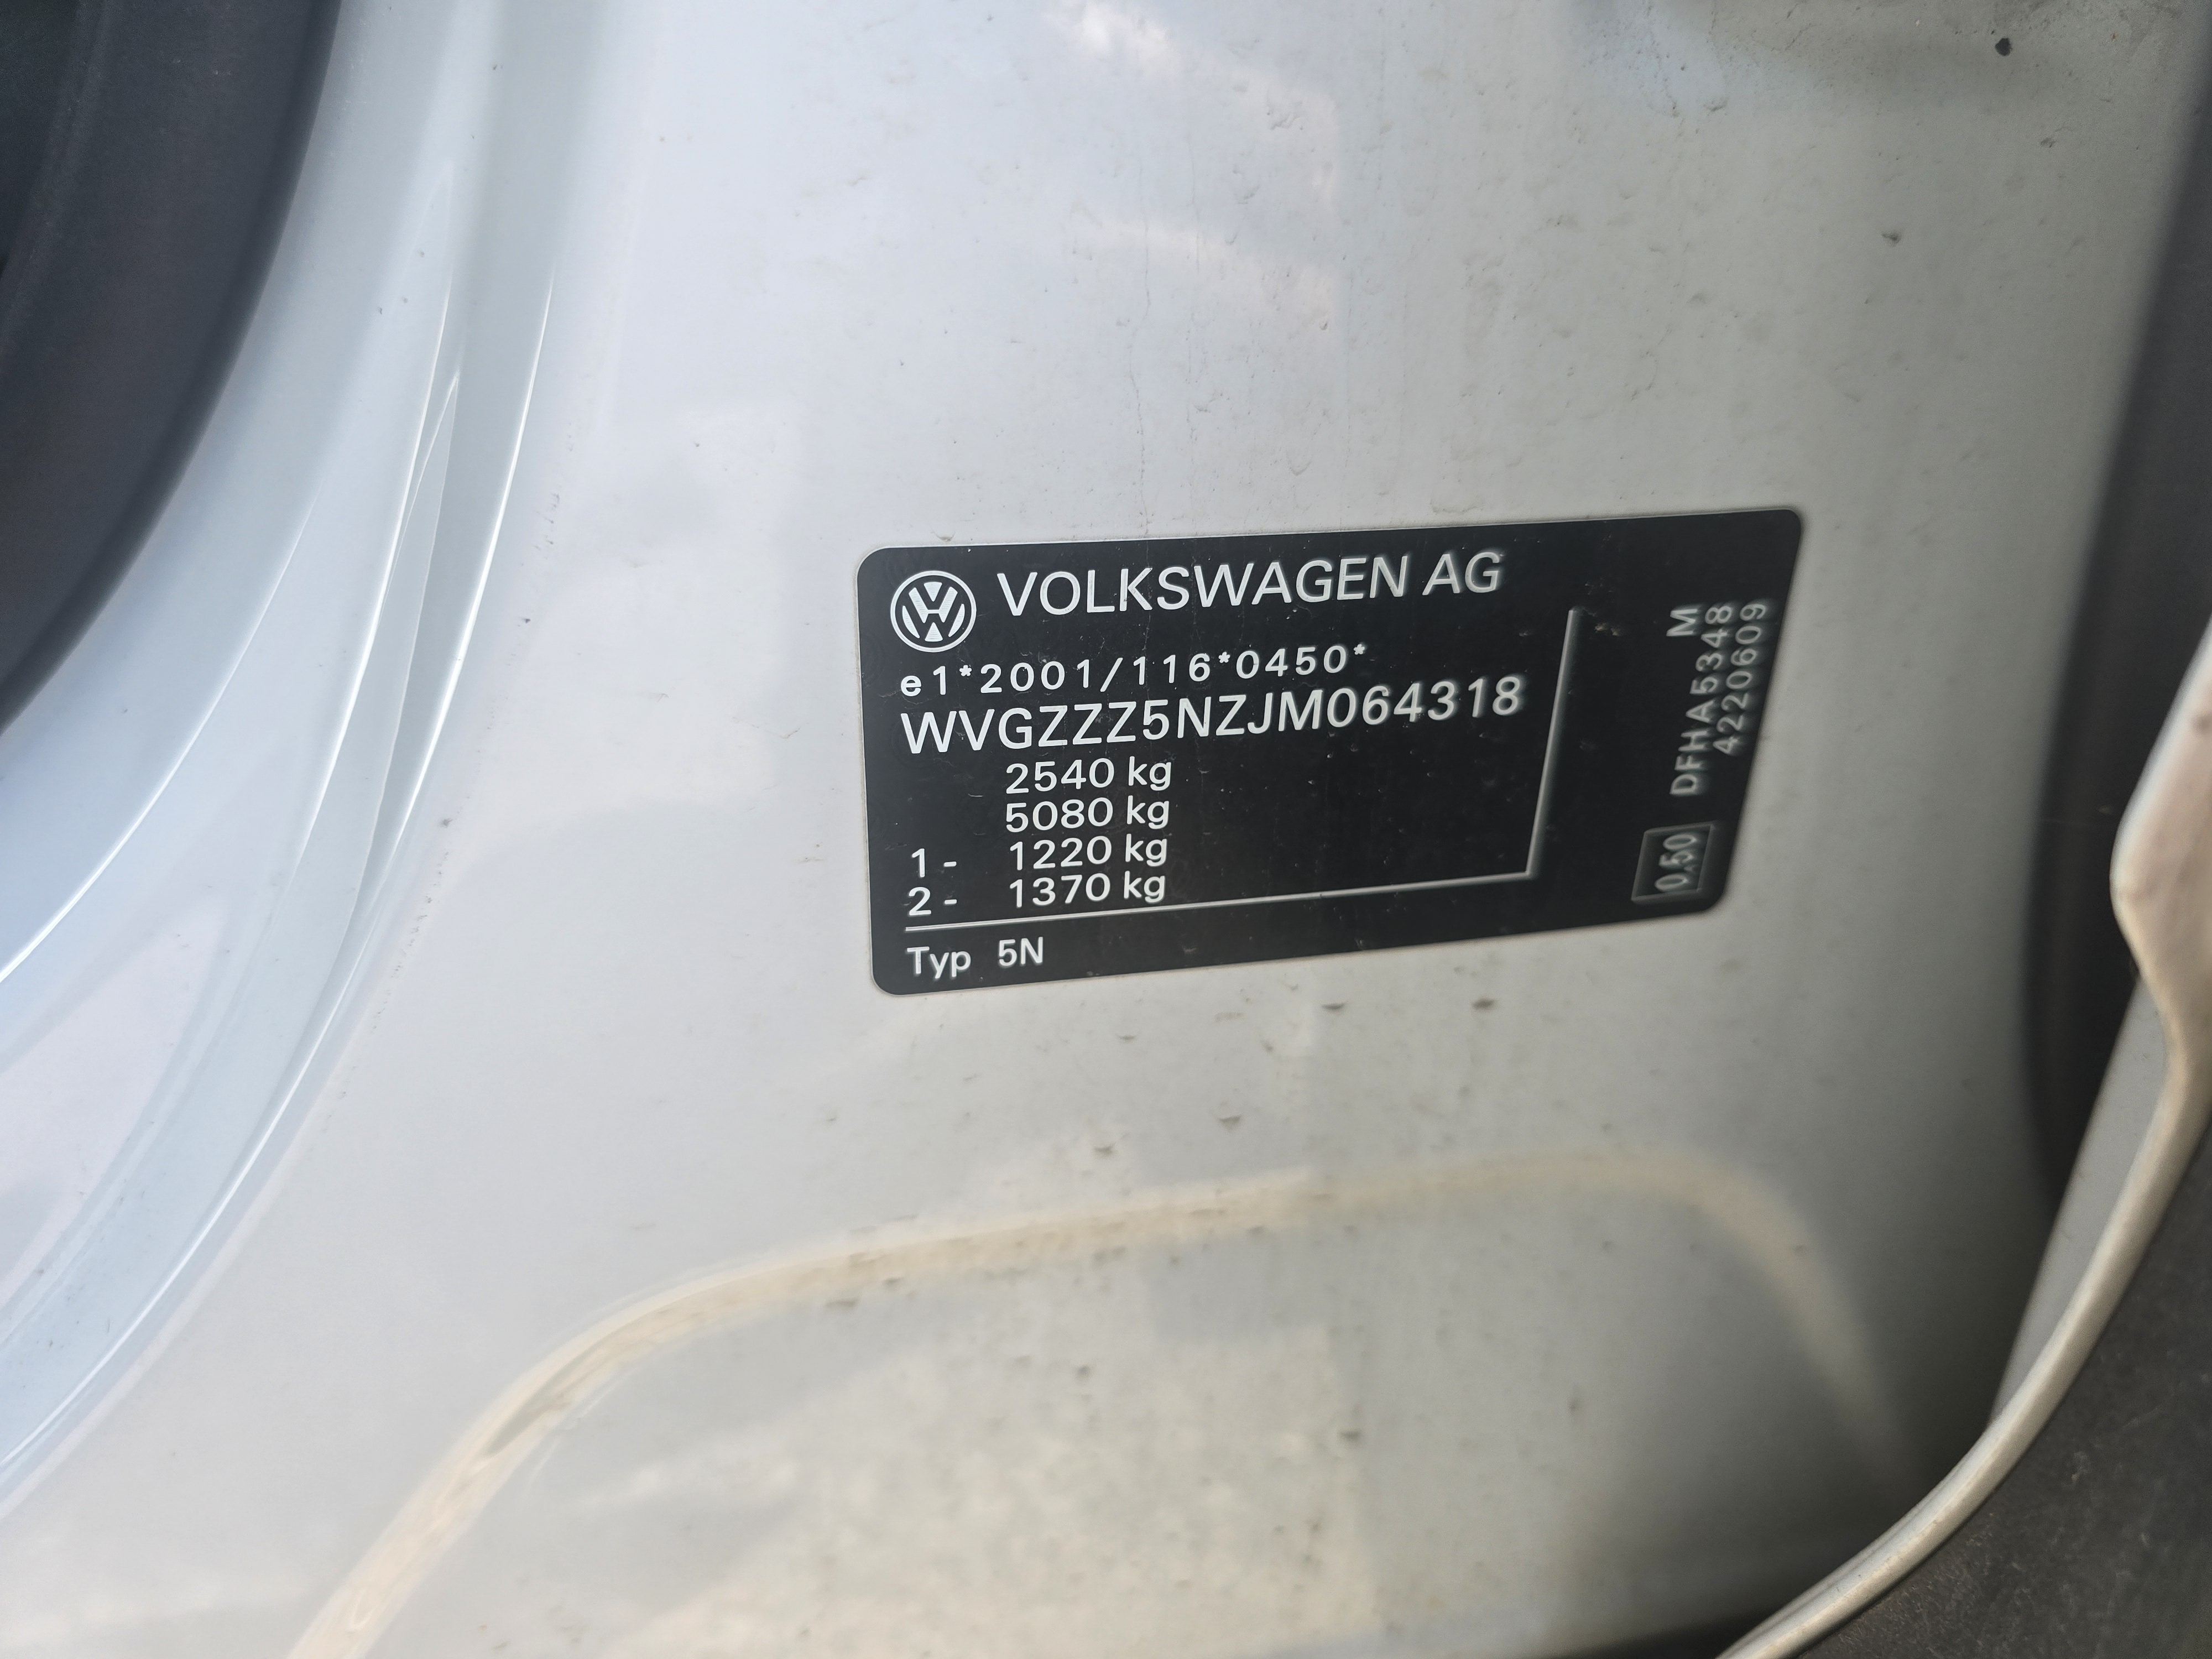 VOLKSWAGEN AG
e1*2001/116*0450*
WVGZZZ5NZJM064318
2540 kg
5080 kg
1- 1220 kg
2- 1370 kg
Typ 5N
M
DFHA5348
4220609
0,50